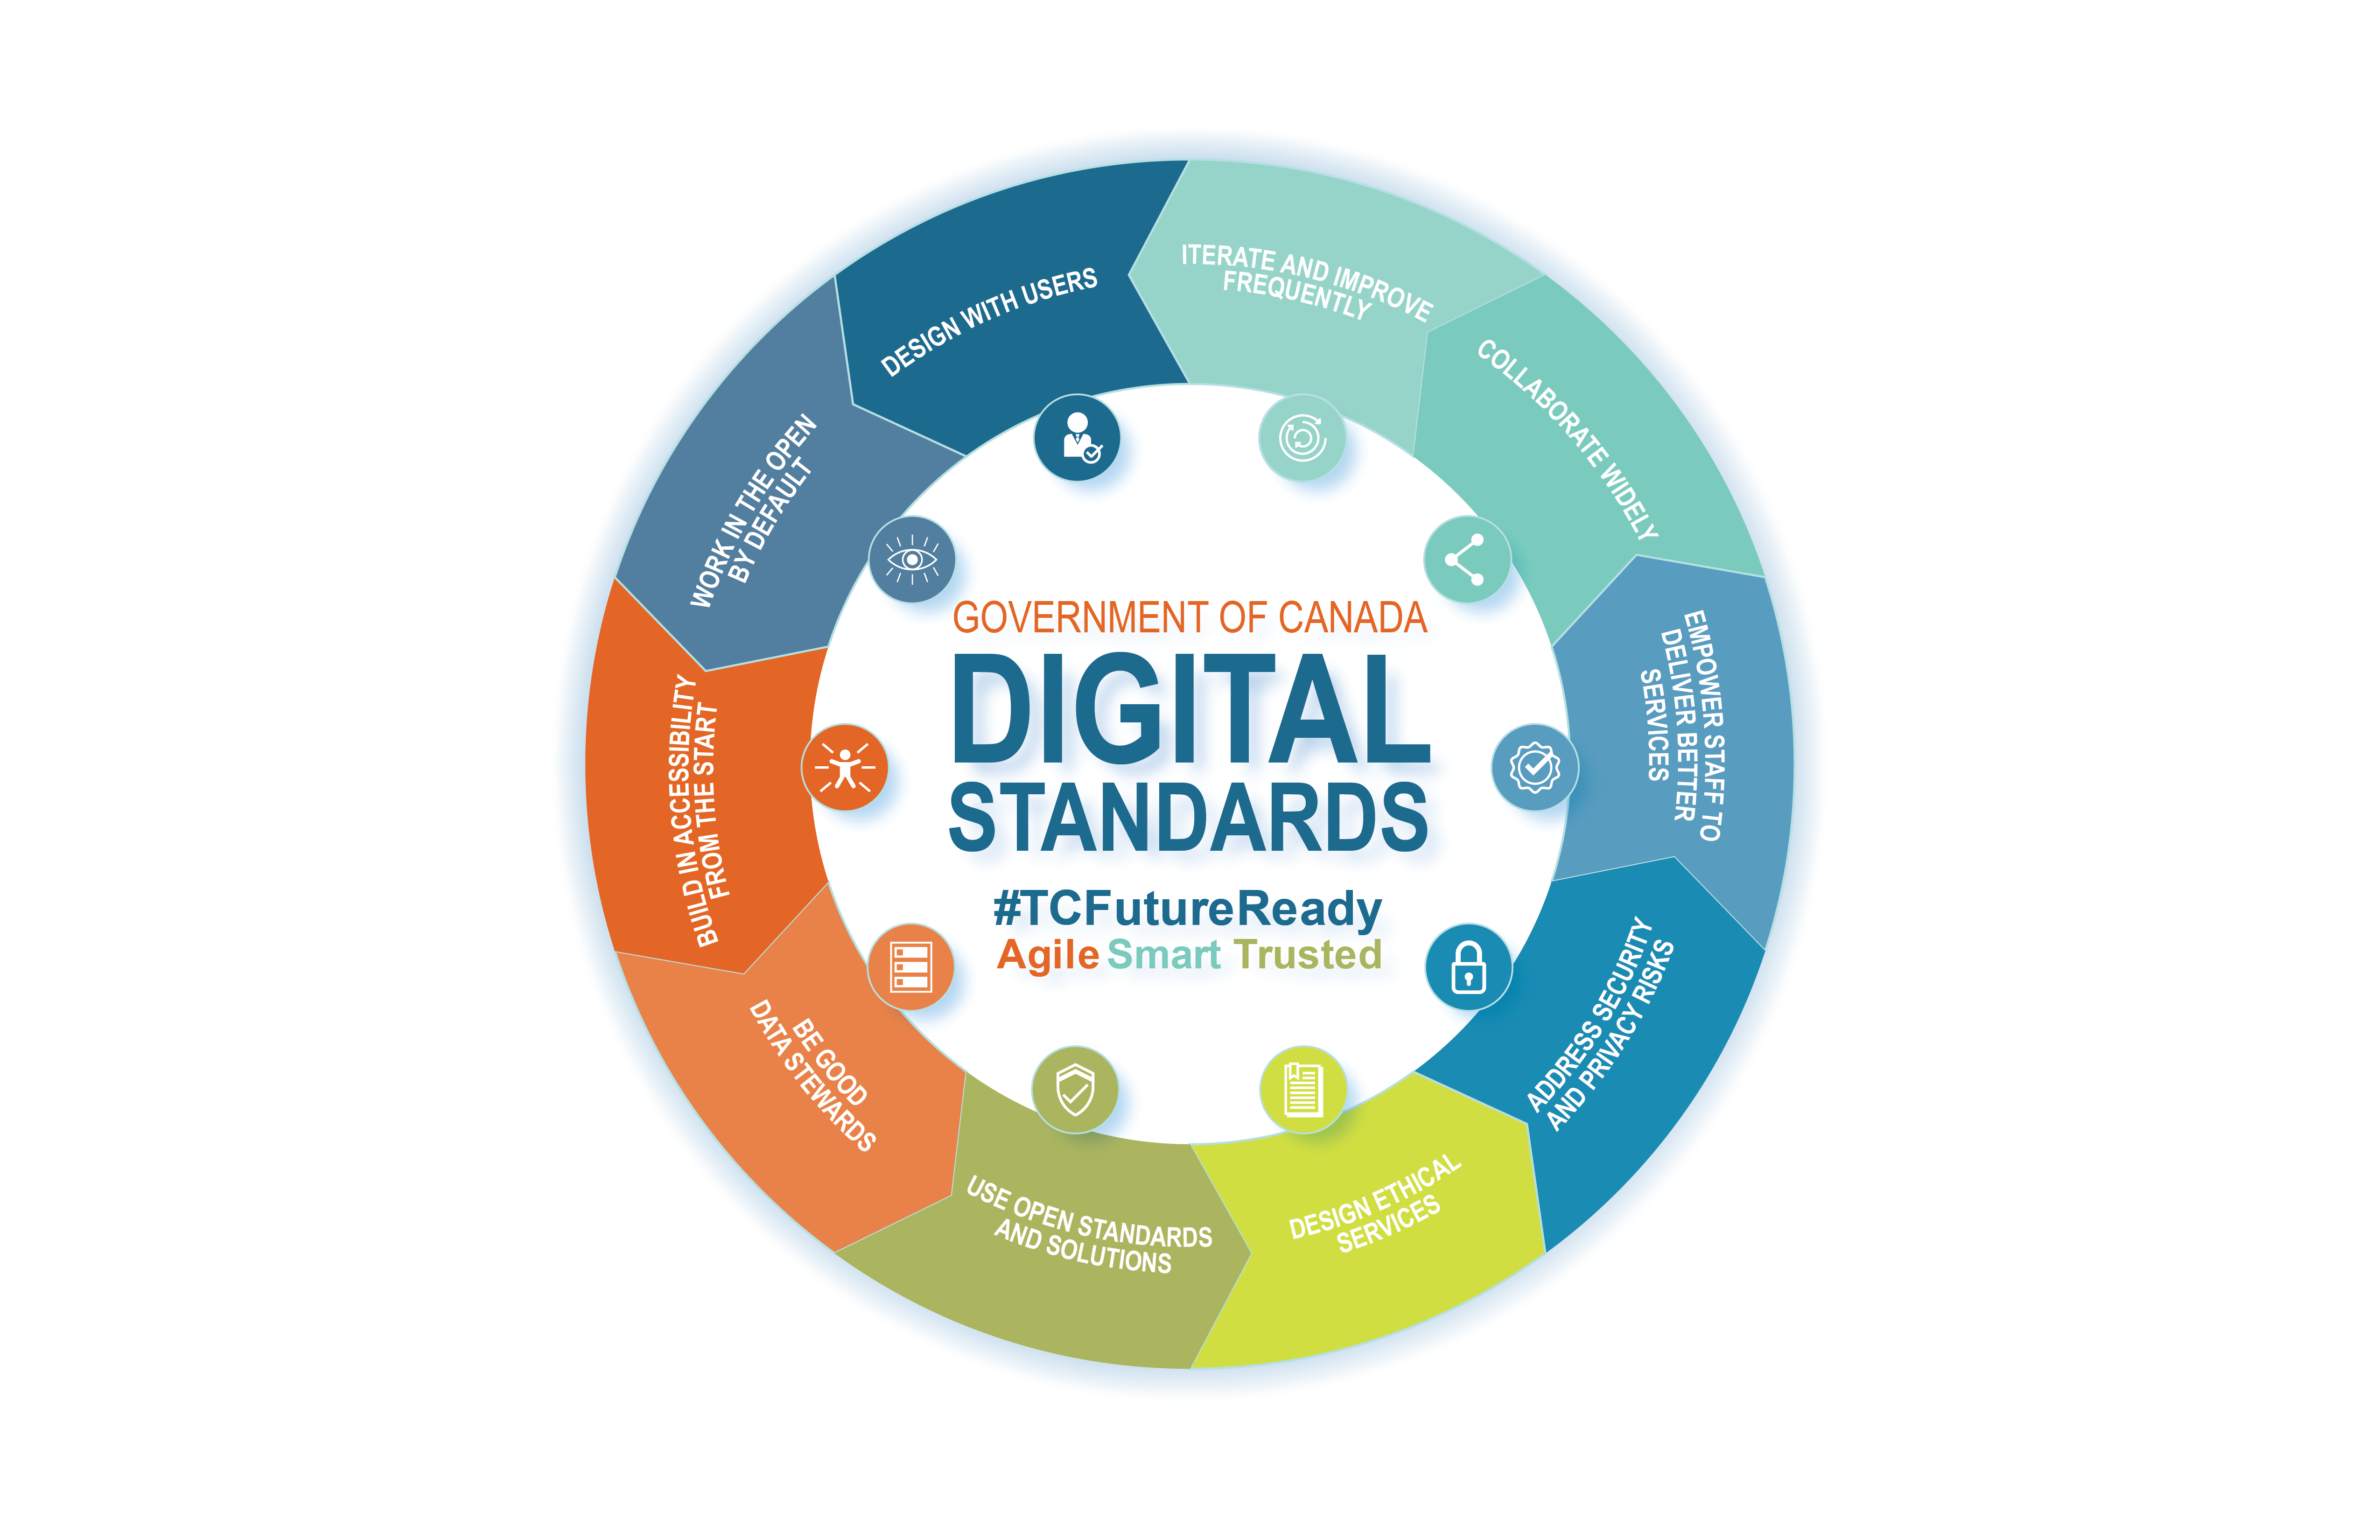 GOVERNMENT OF CANADA
DIGITAL
STANDARDS
#TCFutureReady
Agile Smart Trusted
DESIGN WITH USERS
ITERATE AND IMPROVE
FREQUENTLY
COLLABORATE WIDELY
EMPOWER STAFF TO
DELIVER BETTER
SERVICES
ADDRESS SECURITY
AND PRIVACY RISKS
DESIGN ETHICAL
SERVICES
USE OPEN STANDARDS
AND SOLUTIONS
BE GOOD
DATA STEWARDS
BUILD IN ACCESSIBILITY
FROM THE START
WORK IN THE OPEN
BY DEFAULT